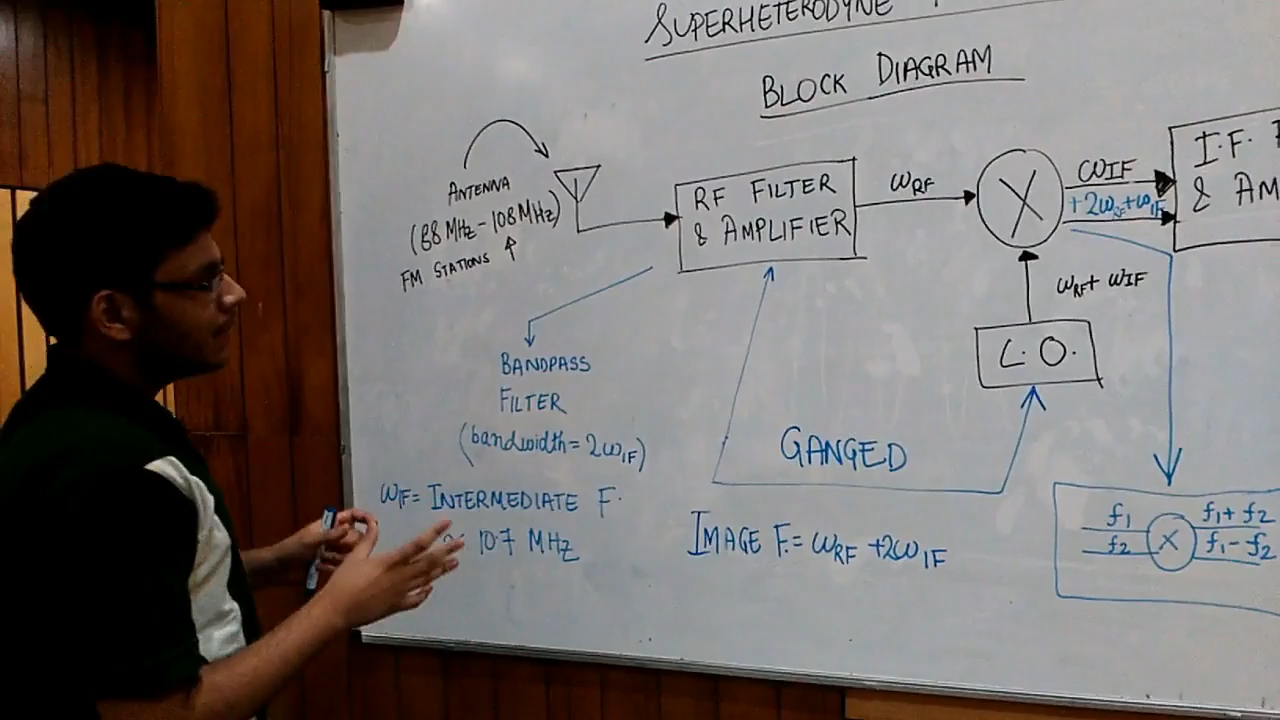 SUPERHETERODYNE
BLOCK DIAGRAM
ANTENNA
(88 MHz - 108 MHz)
FM STATIONS
RF FILTER
& AMPLIFIER
ωRF
X
ωIF
+2ωRF+ωIF
I.F.
& AM
ωRF + ωIF
L.O.
BANDPASS
FILTER
(bandwidth = 2ωIF)
GANGED
ωIF = INTERMEDIATE F.
10.7 MHz
IMAGE F. = ωRF + 2ωIF
f1
f2
X
f1 + f2
f1 - f2